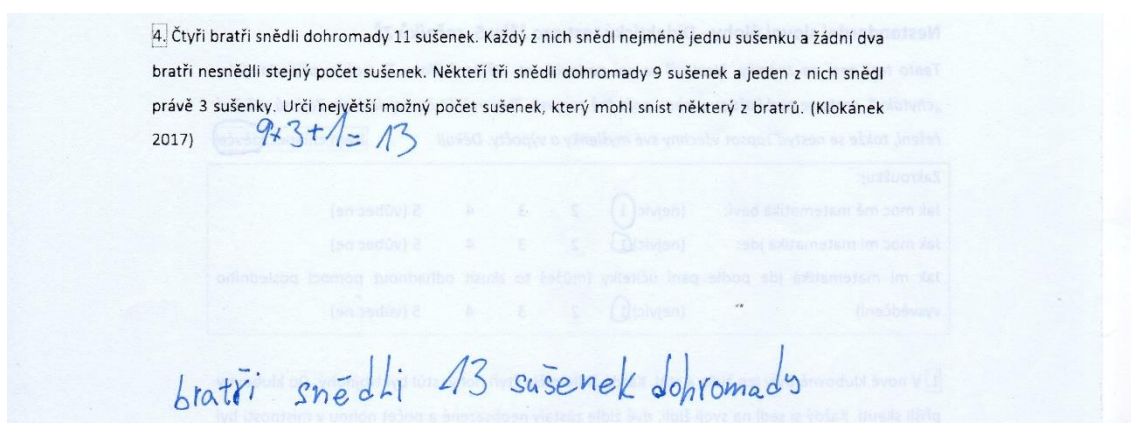 4. Čtyři bratři snědli dohromady 11 sušenek. Každý z nich snědl nejméně jednu sušenku a žádní dva
bratři nesnědli stejný počet sušenek. Někteří tři snědli dohromady 9 sušenek a jeden z nich snědl
právě 3 sušenky. Urči největší možný počet sušenek, který mohl sníst některý z bratrů. (Klokánek
2017)
9+3+1= 13
bratři snědli 13 sušenek dohromady